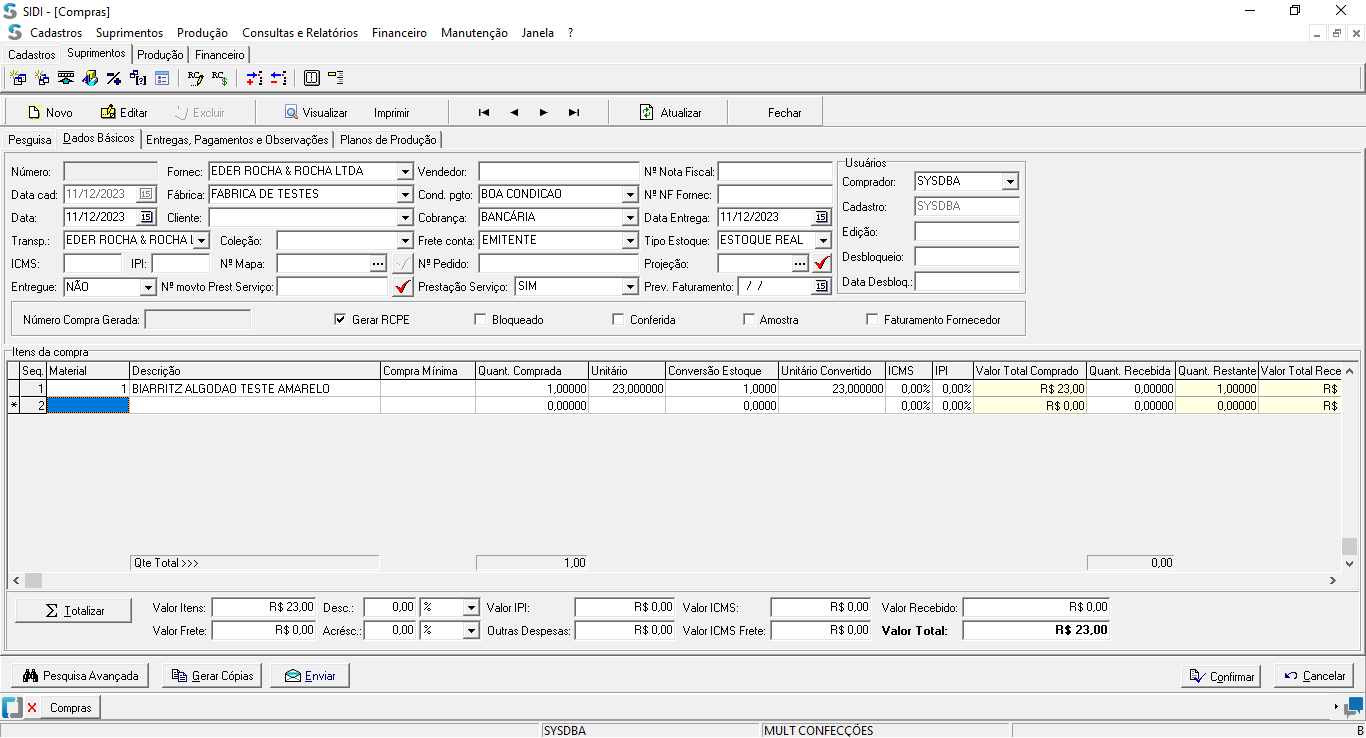 SIDI - [Compras]
Cadastros Suprimentos Produção Consultas e Relatórios Financeiro Manutenção Janela ?
Cadastros Suprimentos Produção Financeiro
Novo Editar Excluir Visualizar Imprimir Atualizar Fechar
Pesquisa Dados Básicos Entregas, Pagamentos e Observações Planos de Produção
Número: Fornec: EDER ROCHA & ROCHA LTDA Vendedor: Nº Nota Fiscal: Usuários
Comprador: SYSDBA
Data cad: 11/12/2023 15 Fábrica: FABRICA DE TESTES Cond. pgto: BOA CONDICAO Nº NF Fornec:
Cadastro: SYSDBA
Data: 11/12/2023 15 Cliente: Cobrança: BANCÁRIA Data Entrega: 11/12/2023 15
Edição:
Transp.: EDER ROCHA & ROCHA L Coleção: Frete conta: EMITENTE Tipo Estoque: ESTOQUE REAL
Desbloqueio:
ICMS: IPI: Nº Mapa: ... Nº Pedido: Projeção: ...
Data Desbloq.:
Entregue: NÃO Nº movto Prest Serviço: Prestação Serviço: SIM Prev. Faturamento: / / 15
Número Compra Gerada: Gerar RCPE Bloqueado Conferida Amostra Faturamento Fornecedor
Itens da compra
Seq. Material Descrição Compra Mínima Quant. Comprada Unitário Conversão Estoque Unitário Convertido ICMS IPI Valor Total Comprado Quant. Recebida Quant. Restante Valor Total Rece
1 1 BIARRITZ ALGODAO TESTE AMARELO 1,00000 23,000000 1,0000 23,000000 0,00% 0,00% R$ 23,00 0,00000 1,00000 R$
* 2 0,00000 0,0000 0,00% 0,00% R$ 0,00 0,00000 0,00000 R$
Qte Total >>> 1,00 0,00
Σ Totalizar Valor Itens: R$ 23,00 Desc.: 0,00 % Valor IPI: R$ 0,00 Valor ICMS: R$ 0,00 Valor Recebido: R$ 0,00
Valor Frete: R$ 0,00 Acrésc.: 0,00 % Outras Despesas: R$ 0,00 Valor ICMS Frete: R$ 0,00 Valor Total: R$ 23,00
Pesquisa Avançada Gerar Cópias Enviar Confirmar Cancelar
Compras
SYSDBA MULT CONFECÇÕES B